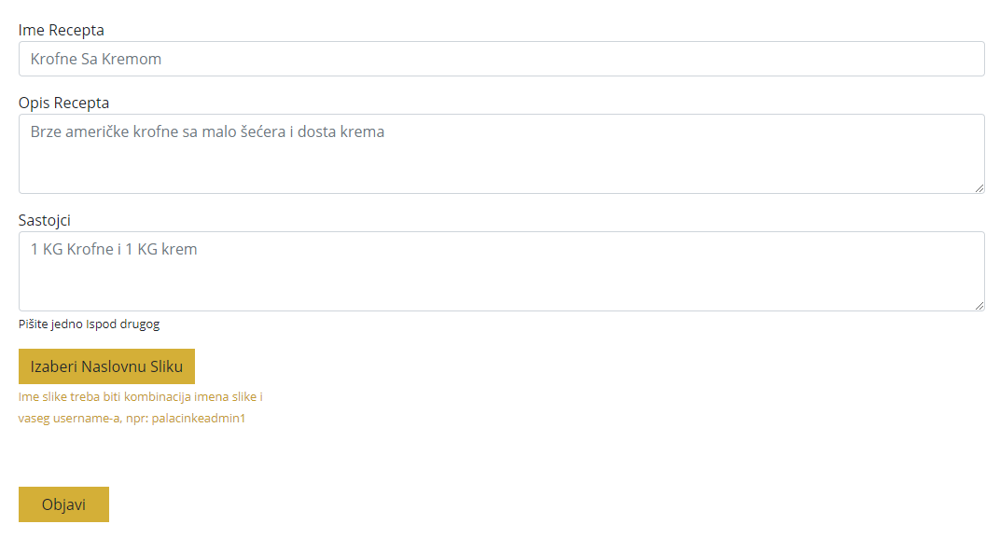 Ime Recepta
Krofne Sa Kremom
Opis Recepta
Brze američke krofne sa malo šećera i dosta krema
Sastojci
1 KG Krofne i 1 KG krem
Pišite jedno Ispod drugog
Izaberi Naslovnu Sliku
Ime slike treba biti kombinacija imena slike i
vaseg username-a, npr: palacinkeadmin1
Objavi